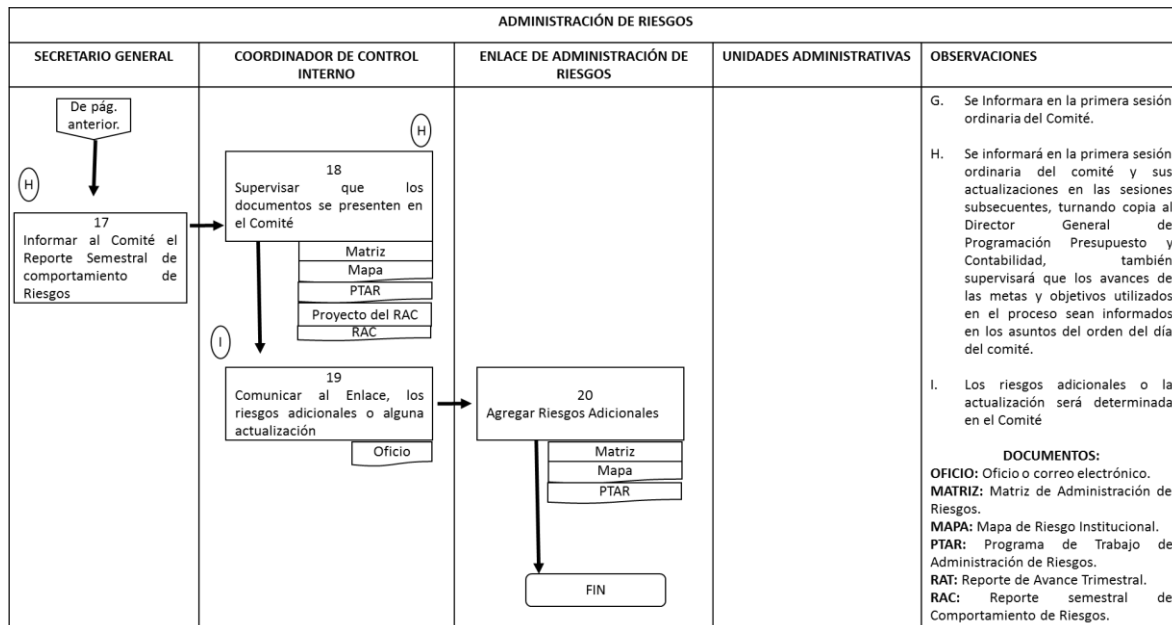 ADMINISTRACIÓN DE RIESGOS
SECRETARIO GENERAL
COORDINADOR DE CONTROL
INTERNO
ENLACE DE ADMINISTRACIÓN DE
RIESGOS
UNIDADES ADMINISTRATIVAS
OBSERVACIONES
De pág.
anterior.
H
17
Informar al Comité el
Reporte Semestral de
comportamiento de
Riesgos
H
18
Supervisar que los
documentos se presenten en
el Comité
Matriz
Mapa
PTAR
Proyecto del RAC
RAC
I
19
Comunicar al Enlace, los
riesgos adicionales o alguna
actualización
Oficio
20
Agregar Riesgos Adicionales
Matriz
Mapa
PTAR
FIN
G. Se Informara en la primera sesión
ordinaria del Comité.
H. Se informará en la primera sesión
ordinaria del comité y sus
actualizaciones en las sesiones
subsecuentes, turnando copia al
Director General de
Programación Presupuesto y
Contabilidad, también
supervisará que los avances de
las metas y objetivos utilizados
en el proceso sean informados
en los asuntos del orden del día
del comité.
I. Los riesgos adicionales o la
actualización será determinada
en el Comité
DOCUMENTOS:
OFICIO: Oficio o correo electrónico.
MATRIZ: Matriz de Administración de
Riesgos.
MAPA: Mapa de Riesgo Institucional.
PTAR: Programa de Trabajo de
Administración de Riesgos.
RAT: Reporte de Avance Trimestral.
RAC: Reporte semestral de
Comportamiento de Riesgos.